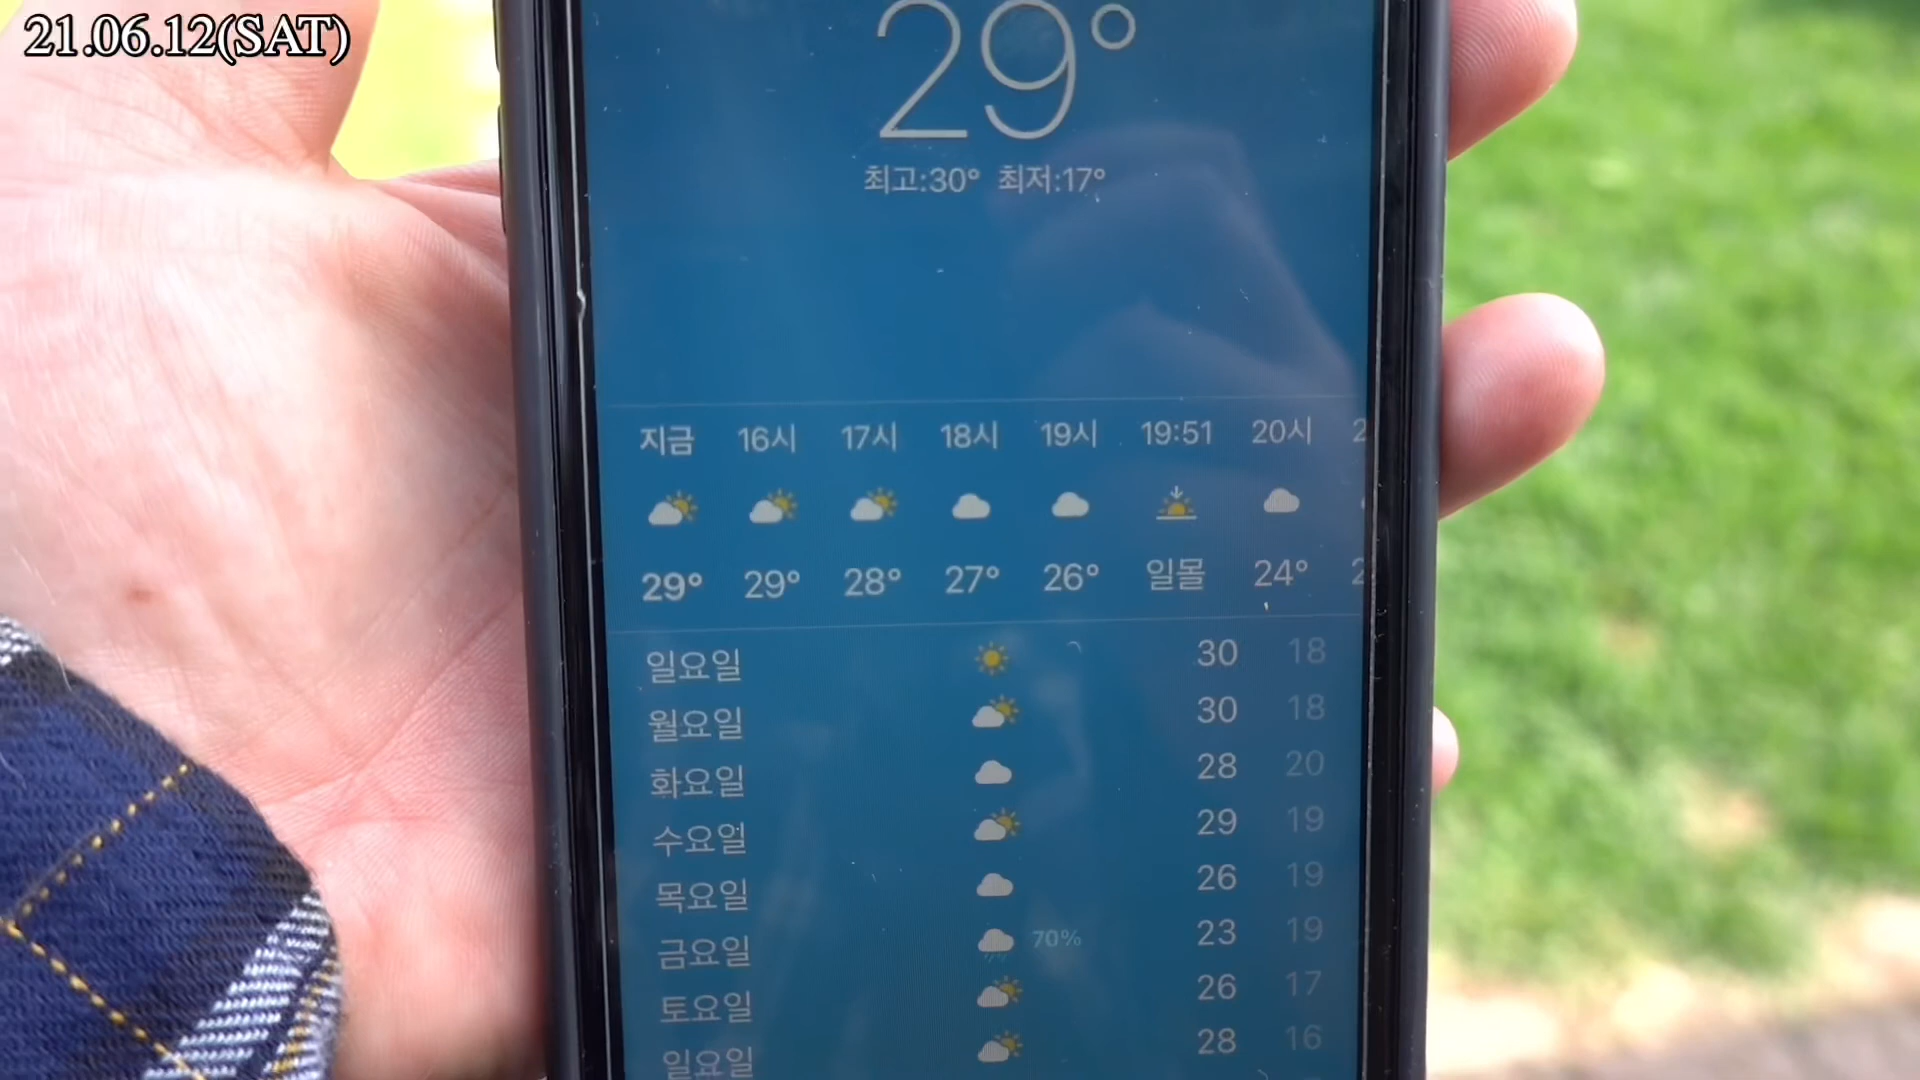 21.06.12(SAT)
29°
최고:30° 최저:17°
지금 16시 17시 18시 19시 19:51 20시
29° 29° 28° 27° 26° 일몰 24°
일요일 30 18
월요일 30 18
화요일 28 20
수요일 29 19
목요일 26 19
금요일 70% 23 19
토요일 26 17
일요일 28 16